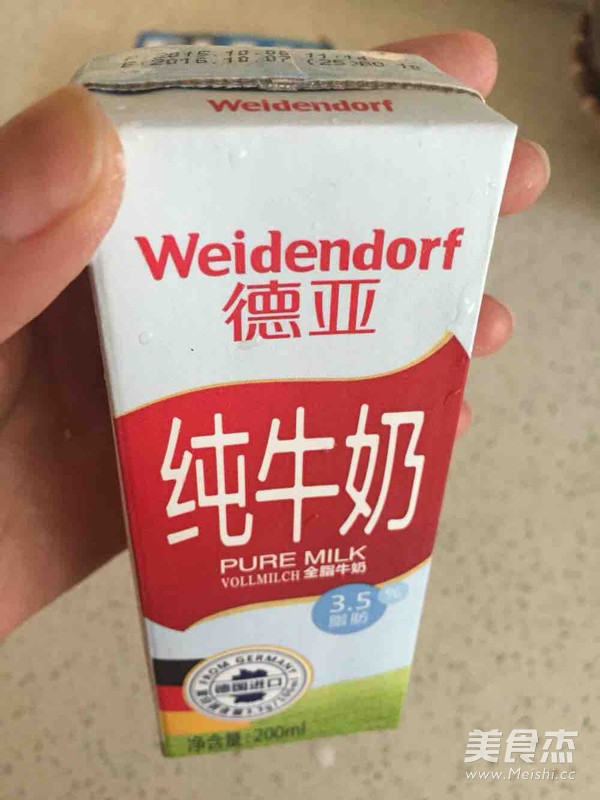 Weidendorf
Weidendorf
德亚
纯牛奶
PURE MILK
VOLLMILCH 全脂牛奶
3.5%
脂肪
FROM GERMANY
德国进口
净含量:200ml
美食杰
www.Meishi.cc